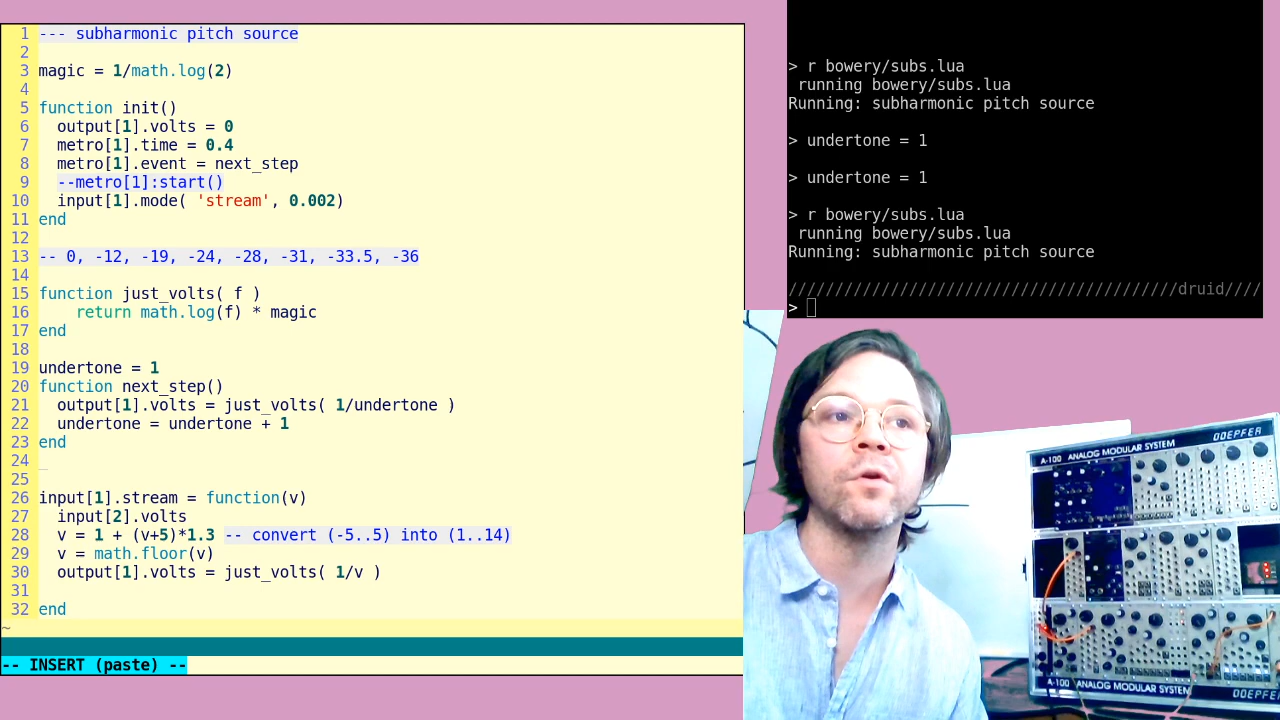 1 --- subharmonic pitch source
2
3 magic = 1/math.log(2)
4
5 function init()
6   output[1].volts = 0
7   metro[1].time = 0.4
8   metro[1].event = next_step
9   --metro[1]:start()
10   input[1].mode( 'stream', 0.002)
11 end
12
13 -- 0, -12, -19, -24, -28, -31, -33.5, -36
14
15 function just_volts( f )
16     return math.log(f) * magic
17 end
18
19 undertone = 1
20 function next_step()
21   output[1].volts = just_volts( 1/undertone )
22   undertone = undertone + 1
23 end
24
25
26 input[1].stream = function(v)
27   input[2].volts
28   v = 1 + (v+5)*1.3 -- convert (-5..5) into (1..14)
29   v = math.floor(v)
30   output[1].volts = just_volts( 1/v )
31
32 end
~
-- INSERT (paste) --
> r bowery/subs.lua
 running bowery/subs.lua
Running: subharmonic pitch source
> undertone = 1
> undertone = 1
> r bowery/subs.lua
 running bowery/subs.lua
Running: subharmonic pitch source
//////////////////////////////////////////druid////
>
A-100 ANALOG MODULAR SYSTEM DOEPFER
A-100 ANALOG MODULAR SYSTEM DOEPFER